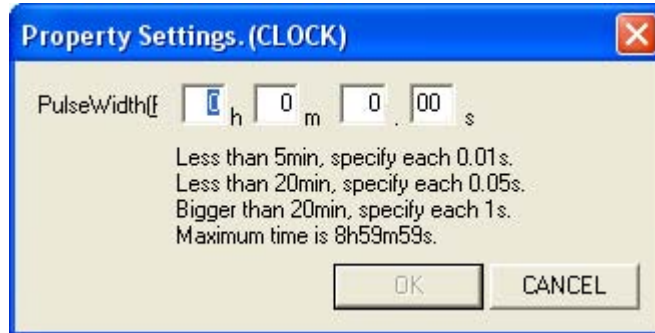 Property Settings.(CLOCK)
PulseWidth([ 0 h 0 m 0 . 00 s
Less than 5min, specify each 0.01s.
Less than 20min, specify each 0.05s.
Bigger than 20min, specify each 1s.
Maximum time is 8h59m59s.
OK CANCEL